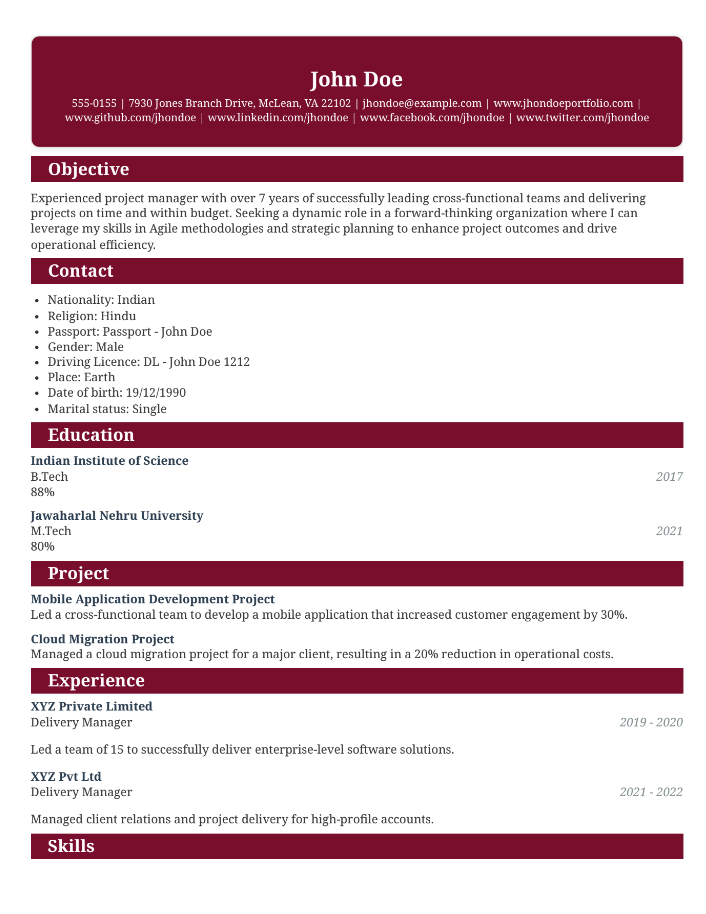 John Doe
555-0155 | 7930 Jones Branch Drive, McLean, VA 22102 | jhondoe@example.com | www.jhondoeportfolio.com |
www.github.com/jhondoe | www.linkedin.com/jhondoe | www.facebook.com/jhondoe | www.twitter.com/jhondoe
Objective
Experienced project manager with over 7 years of successfully leading cross-functional teams and delivering
projects on time and within budget. Seeking a dynamic role in a forward-thinking organization where I can
leverage my skills in Agile methodologies and strategic planning to enhance project outcomes and drive
operational efficiency.
Contact
• Nationality: Indian
• Religion: Hindu
• Passport: Passport - John Doe
• Gender: Male
• Driving Licence: DL - John Doe 1212
• Place: Earth
• Date of birth: 19/12/1990
• Marital status: Single
Education
Indian Institute of Science
B.Tech 2017
88%
Jawaharlal Nehru University
M.Tech 2021
80%
Project
Mobile Application Development Project
Led a cross-functional team to develop a mobile application that increased customer engagement by 30%.
Cloud Migration Project
Managed a cloud migration project for a major client, resulting in a 20% reduction in operational costs.
Experience
XYZ Private Limited
Delivery Manager 2019 - 2020
Led a team of 15 to successfully deliver enterprise-level software solutions.
XYZ Pvt Ltd
Delivery Manager 2021 - 2022
Managed client relations and project delivery for high-profile accounts.
Skills